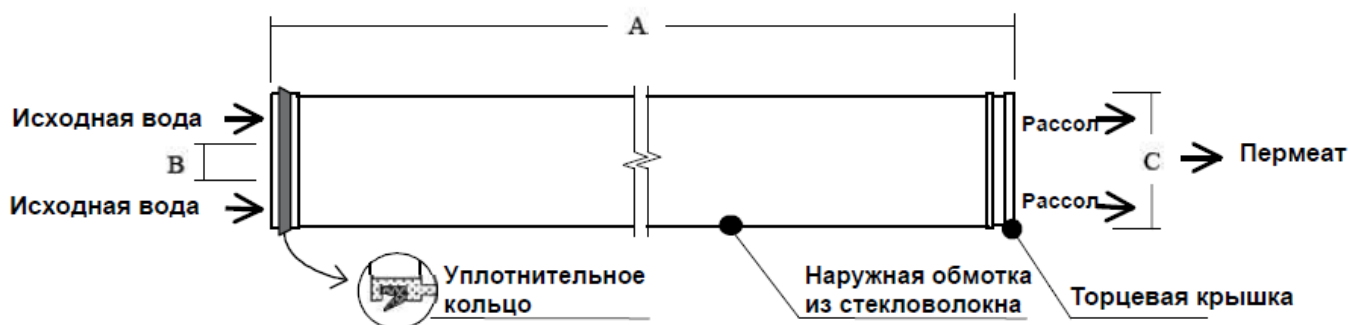 A
Исходная вода
B
Исходная вода
Рассол
C
Пермеат
Рассол
Уплотнительное
кольцо
Наружная обмотка
из стекловолокна
Торцевая крышка